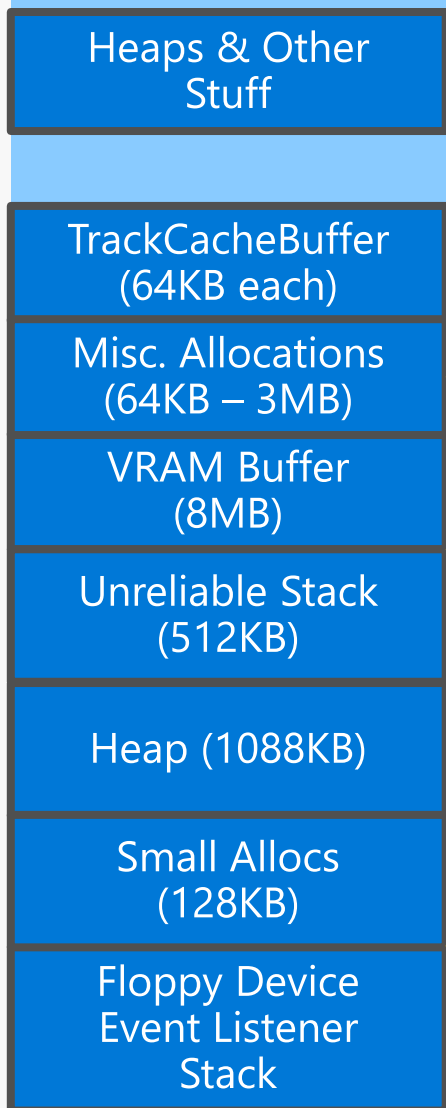 Heaps & Other
Stuff
TrackCacheBuffer
(64KB each)
Misc. Allocations
(64KB – 3MB)
VRAM Buffer
(8MB)
Unreliable Stack
(512KB)
Heap (1088KB)
Small Allocs
(128KB)
Floppy Device
Event Listener
Stack